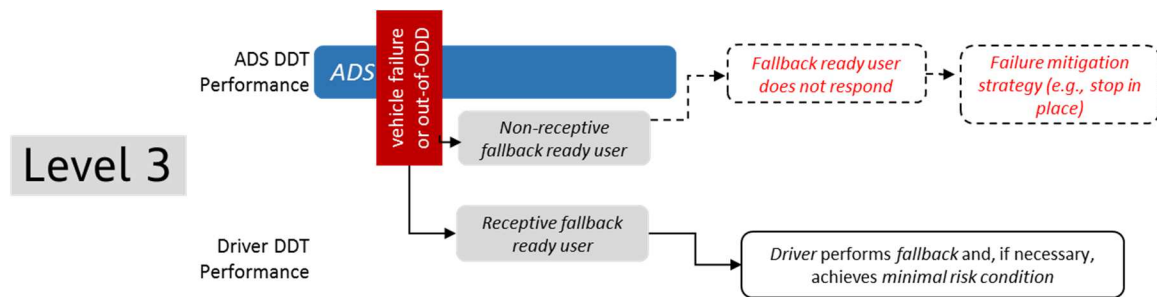 Level 3
ADS DDT
Performance
ADS
vehicle failure
or out-of-ODD
Non-receptive
fallback ready user
Fallback ready user
does not respond
Failure mitigation
strategy (e.g., stop in
place)
Driver DDT
Performance
Receptive fallback
ready user
Driver performs fallback and, if necessary,
achieves minimal risk condition